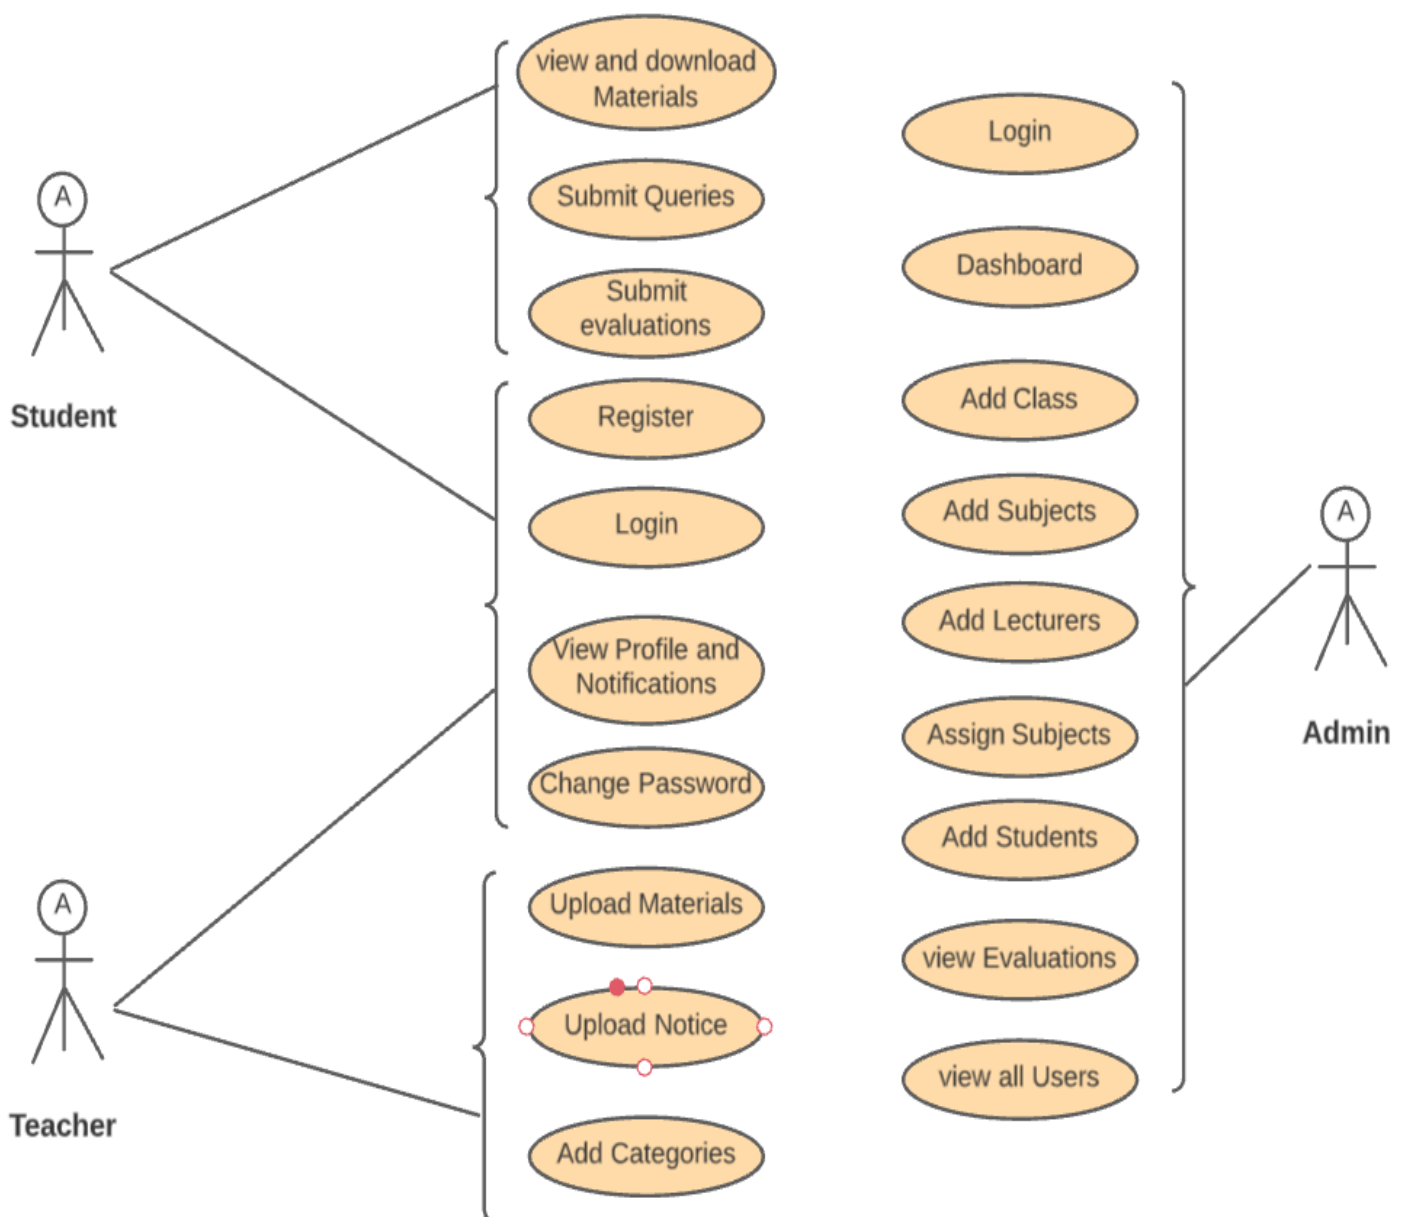 A
Student
A
Teacher
view and download
Materials
Submit Queries
Submit
evaluations
Register
Login
View Profile and
Notifications
Change Password
Upload Materials
Upload Notice
Add Categories
Login
Dashboard
Add Class
Add Subjects
Add Lecturers
Assign Subjects
Add Students
view Evaluations
view all Users
A
Admin